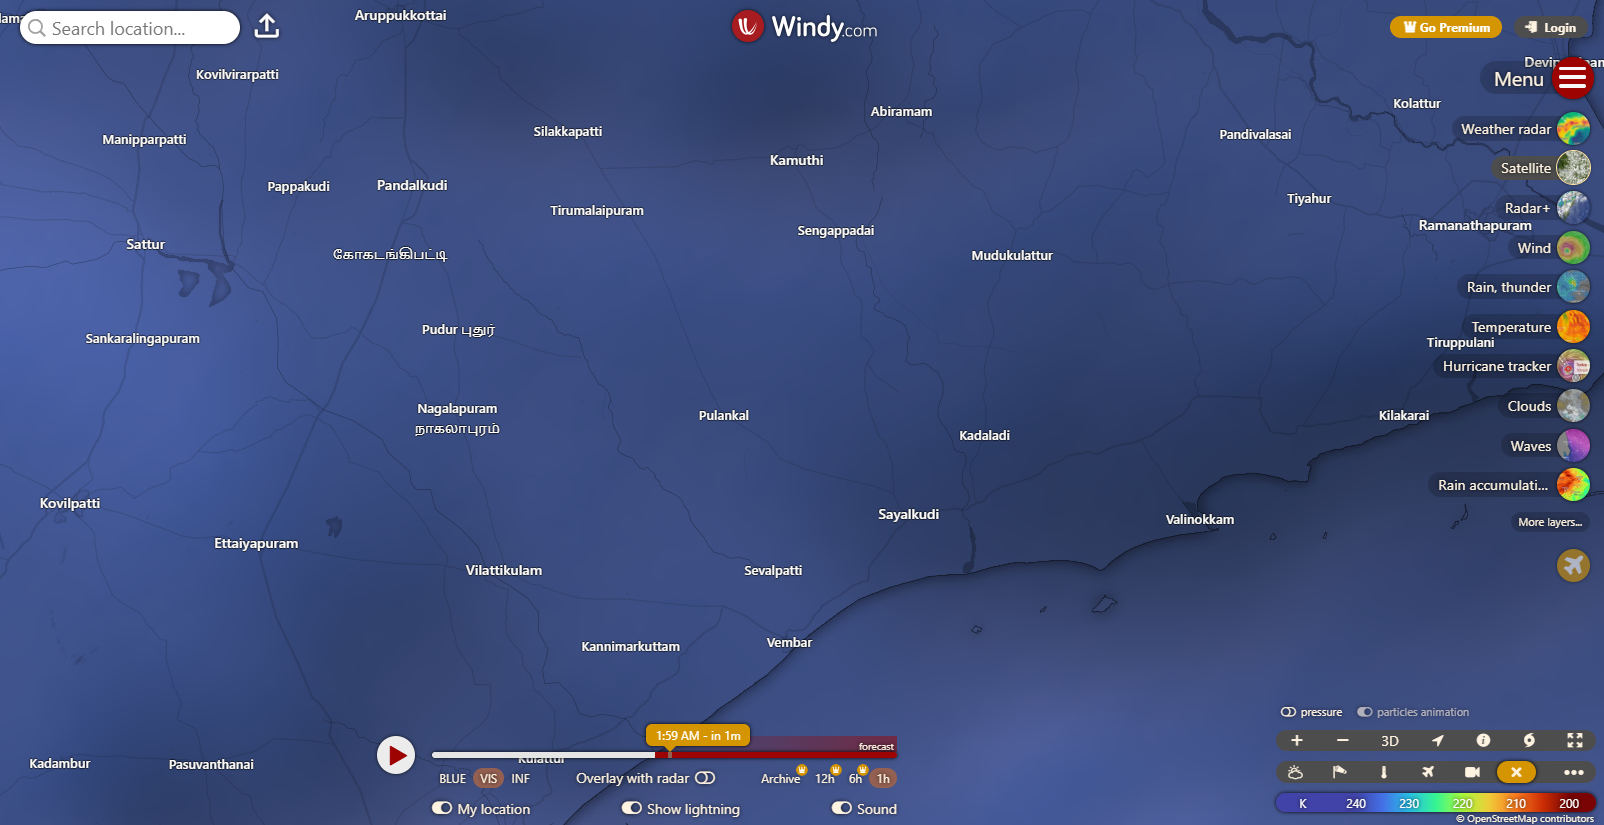 Search location...
Windy.com
Go Premium
Login
Menu
Weather radar
Satellite
Radar+
Wind
Rain, thunder
Temperature
Hurricane tracker
Clouds
Waves
Rain accumulati...
More layers...
Aruppukkottai
Kovilvirarpatti
Abiramam
Kolattur
Silakkapatti
Pandivalasai
Manipparpatti
Kamuthi
Pappakudi
Pandalkudi
Tiyahur
Tirumalaipuram
Ramanathapuram
Sengappadai
Sattur
கோகடங்கிபட்டி
Mudukulattur
Pudur புதுர்
Sankaralingapuram
Tiruppulani
Nagalapuram
நாகலாபுரம்
Pulankal
Kilakarai
Kadaladi
Kovilpatti
Sayalkudi
Valinokkam
Ettaiyapuram
Vilattikulam
Sevalpatti
Kannimarkuttam
Vembar
Kadambur
Pasuvanthanai
1:59 AM - in 1m
forecast
BLUE VIS INF
Overlay with radar
Archive 12h 6h 1h
My location
Show lightning
Sound
pressure
particles animation
3D
K 240 230 220 210 200
© OpenStreetMap contributors